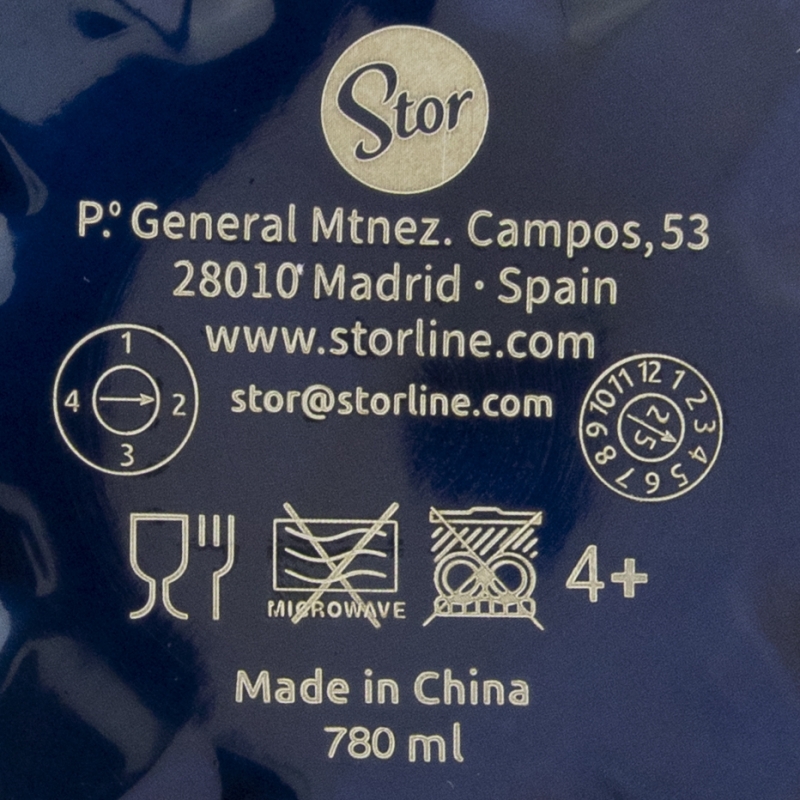 Stor
P.º General Mtnez. Campos, 53
28010 Madrid · Spain
www.storline.com
stor@storline.com
1
4 2
3
12 1 2 3 4 5 6 7 8 9 10 11
2 5
MICROWAVE
4+
Made in China
780 ml